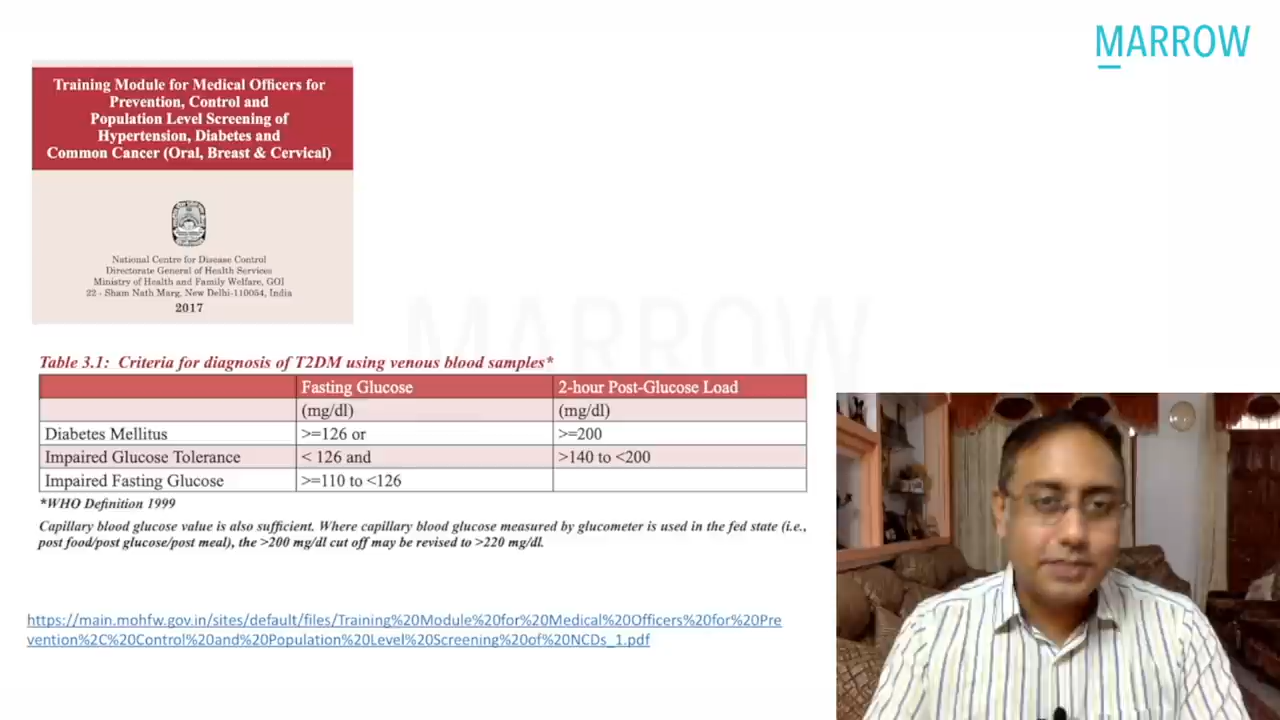 MARROW
Training Module for Medical Officers for
Prevention, Control and
Population Level Screening of
Hypertension, Diabetes and
Common Cancer (Oral, Breast & Cervical)
National Centre for Disease Control
Directorate General of Health Services
Ministry of Health and Family Welfare, GOI
22 - Sham Nath Marg, New Delhi-110054, India
2017
MARROW
Table 3.1: Criteria for diagnosis of T2DM using venous blood samples*
Fasting Glucose 2-hour Post-Glucose Load
(mg/dl) (mg/dl)
Diabetes Mellitus >=126 or >=200
Impaired Glucose Tolerance < 126 and >140 to <200
Impaired Fasting Glucose >=110 to <126
*WHO Definition 1999
Capillary blood glucose value is also sufficient. Where capillary blood glucose measured by glucometer is used in the fed state (i.e.,
post food/post glucose/post meal), the >200 mg/dl cut off may be revised to >220 mg/dl.
https://main.mohfw.gov.in/sites/default/files/Training%20Module%20for%20Medical%20Officers%20for%20Pre
vention%2C%20Control%20and%20Population%20Level%20Screening%20of%20NCDs_1.pdf